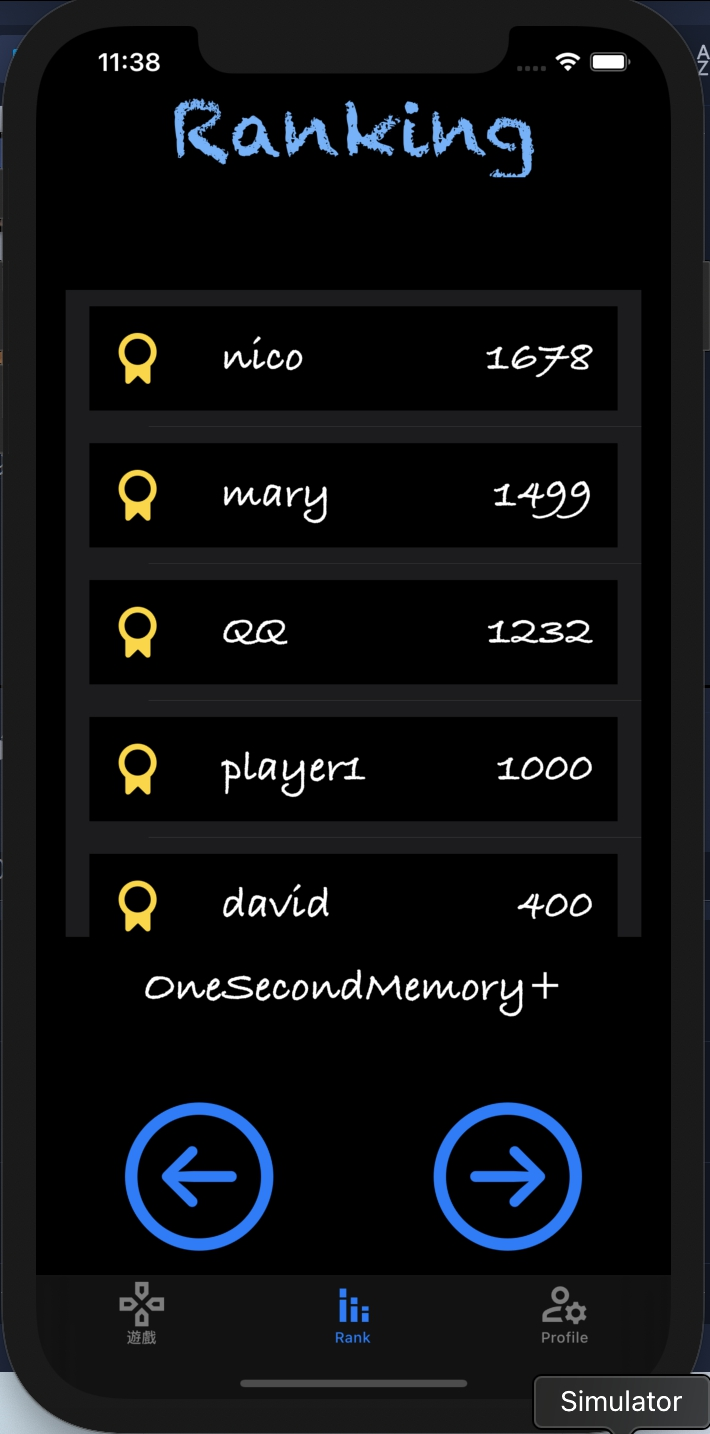 11:38
Ranking
nico 1678
mary 1499
QQ 1232
player1 1000
david 400
OneSecondMemory+
遊戲 Rank Profile
Simulator